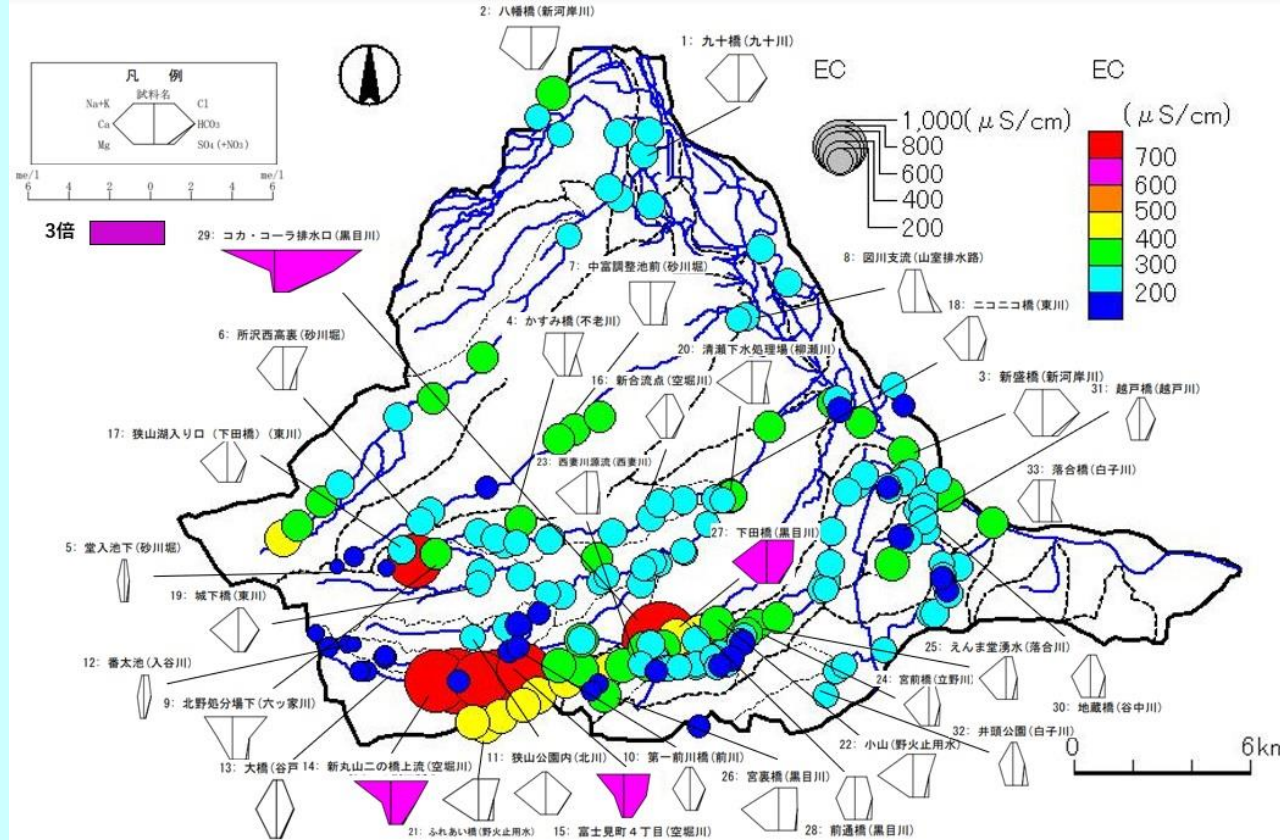 2: 八幡橋(新河岸川)
1: 九十橋(九十川)
凡 例
試料名
Na+K
Cl
Ca
HCO3
Mg
SO4(+NO3)
me/l
me/l
6 4 2 0 2 4 6
3倍
EC
1,000(μS/cm)
800
600
400
200
EC
(μS/cm)
700
600
500
400
300
200
29: コカ・コーラ排水口(黒目川)
7: 中富調整池前(砂川堀)
8: 図川支流(山室排水路)
18: ニコニコ橋(東川)
6: 所沢西高裏(砂川堀)
4: かすみ橋(不老川)
20: 清瀬下水処理場(柳瀬川)
3: 新盛橋(新河岸川)
16: 新合流点(空堀川)
31: 越戸橋(越戸川)
17: 狭山湖入り口(下田橋)(東川)
23: 西妻川源流(西妻川)
33: 落合橋(白子川)
27: 下田橋(黒目川)
5: 堂入池下(砂川堀)
19: 城下橋(東川)
12: 番太池(入谷川)
25: えんま堂湧水(落合川)
24: 宮前橋(立野川)
9: 北野処分場下(六ッ家川)
30: 地蔵橋(谷中川)
32: 井頭公園(白子川)
22: 小山(野火止用水)
0 6km
13: 大橋(谷戸
14: 新丸山二の橋上流(空堀川)
11: 狭山公園内(北川)
10: 第一前川橋(前川)
26: 宮裏橋(黒目川)
21: ふれあい橋(野火止用水)
15: 富士見町4丁目(空堀川)
28: 前通橋(黒目川)